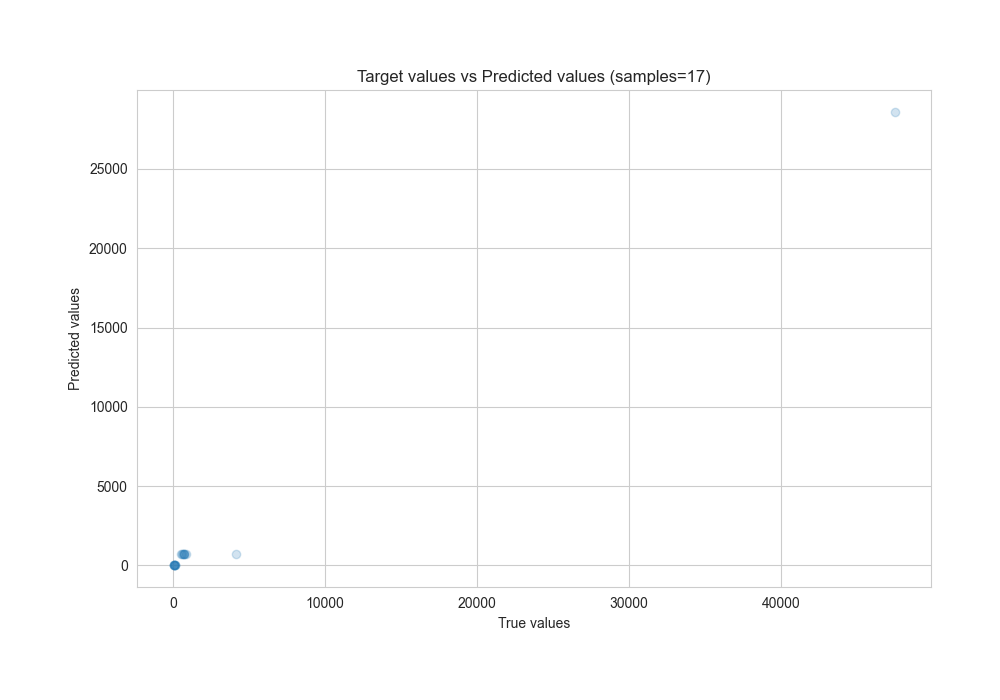 Target values vs Predicted values (samples=17)
Predicted values
25000
20000
15000
10000
5000
0
0 10000 20000 30000 40000
True values